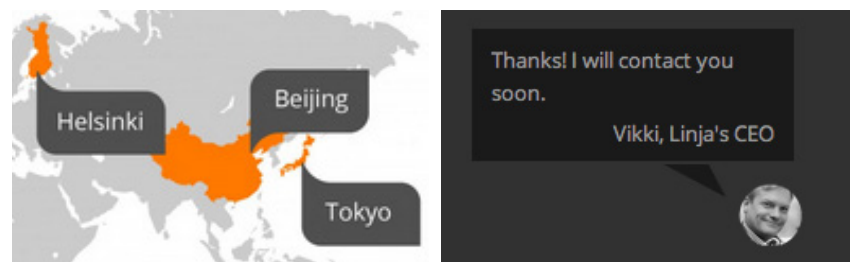 Helsinki
Beijing
Tokyo
Thanks! I will contact you
soon.
Vikki, Linja's CEO